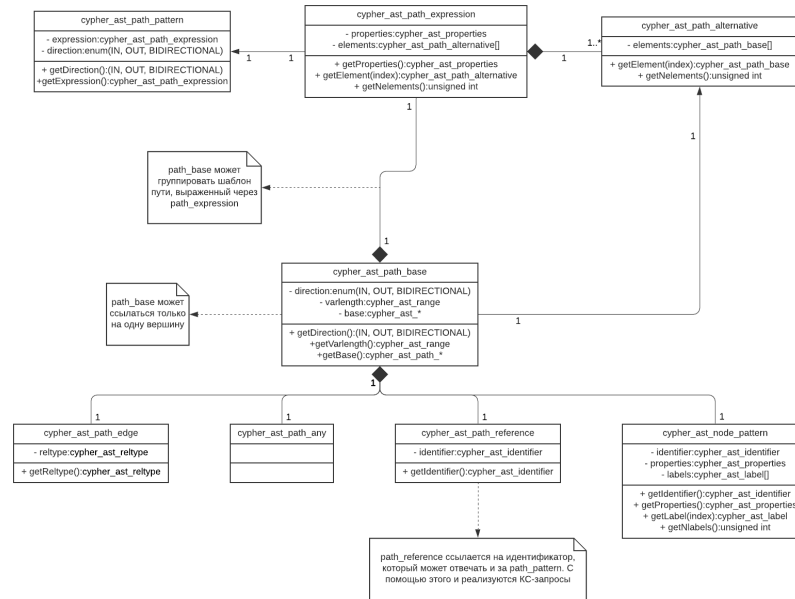 cypher_ast_path_pattern
- expression:cypher_ast_path_expression
- direction:enum(IN, OUT, BIDIRECTIONAL)
+ getDirection():(IN, OUT, BIDIRECTIONAL)
+getExpression():cypher_ast_path_expression
1
1
cypher_ast_path_expression
- properties:cypher_ast_properties
- elements:cypher_ast_path_alternative[]
+ getProperties():cypher_ast_properties
+ getElement(index):cypher_ast_path_alternative
+ getNelements():unsigned int
1
1..*
cypher_ast_path_alternative
- elements:cypher_ast_path_base[]
+ getElement(index):cypher_ast_path_base
+ getNelements():unsigned int
1
1
path_base может
группировать шаблон
пути, выраженный через
path_expression
1
cypher_ast_path_base
- direction:enum(IN, OUT, BIDIRECTIONAL)
- varlength:cypher_ast_range
- base:cypher_ast_*
+ getDirection():(IN, OUT, BIDIRECTIONAL)
+getVarlength():cypher_ast_range
+getBase():cypher_ast_path_*
1
path_base может
ссылаться только
на одну вершину
1
1
1
1
1
cypher_ast_path_edge
- reltype:cypher_ast_reltype
+ getReltype():cypher_ast_reltype
cypher_ast_path_any
cypher_ast_path_reference
- identifier:cypher_ast_identifier
+ getIdentifier():cypher_ast_identifier
cypher_ast_node_pattern
- identifier:cypher_ast_identifier
- properties:cypher_ast_properties
- labels:cypher_ast_label[]
+ getIdentifier():cypher_ast_identifier
+ getProperties():cypher_ast_properties
+ getLabel(index):cypher_ast_label
+ getNlabels():unsigned int
path_reference ссылается на идентификатор,
который может отвечать и за path_pattern. С
помощью этого и реализуются КС-запросы